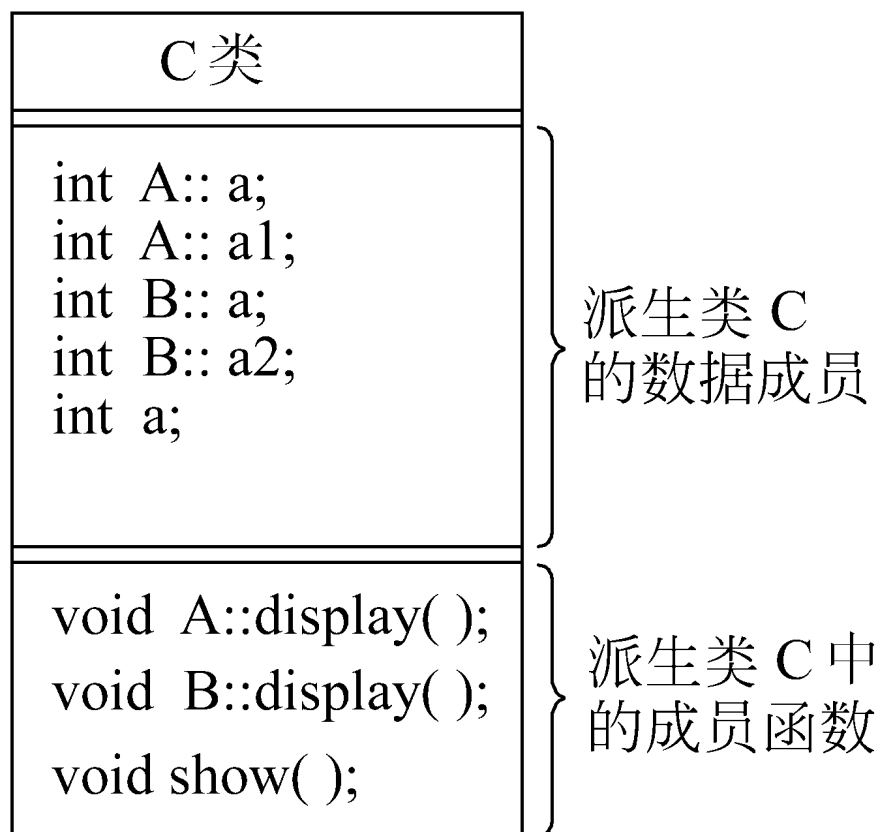 C类
int A:: a;
int A:: a1;
int B:: a;
int B:: a2;
int a;
派生类 C
的数据成员
void A::display( );
void B::display( );
void show( );
派生类 C 中
的成员函数